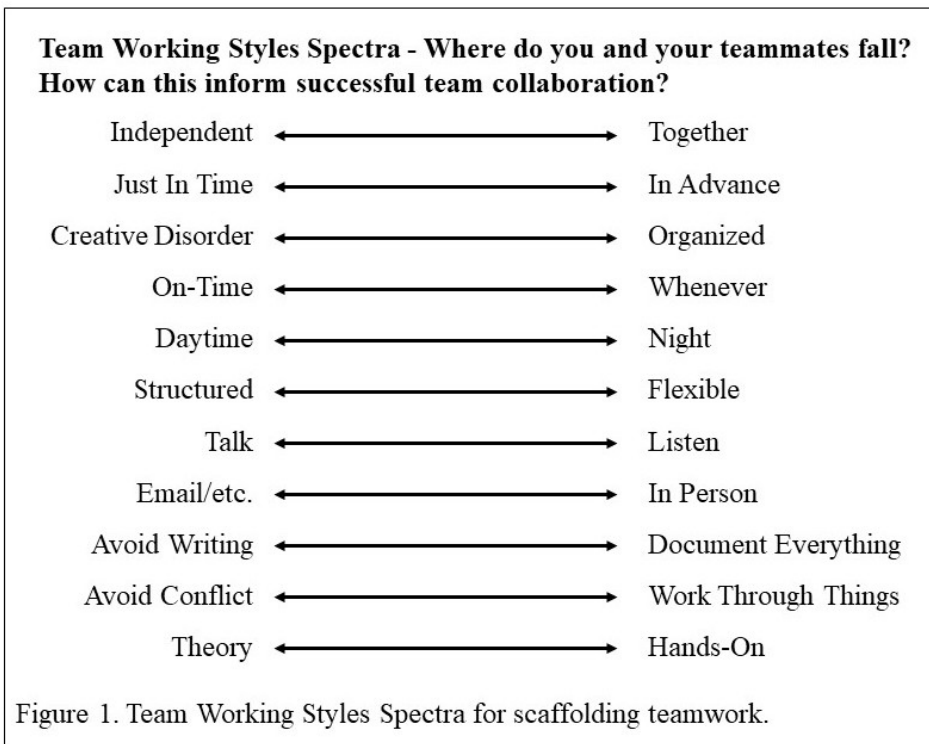 Team Working Styles Spectra - Where do you and your teammates fall?
How can this inform successful team collaboration?
Independent Together
Just In Time In Advance
Creative Disorder Organized
On-Time Whenever
Daytime Night
Structured Flexible
Talk Listen
Email/etc. In Person
Avoid Writing Document Everything
Avoid Conflict Work Through Things
Theory Hands-On
Figure 1. Team Working Styles Spectra for scaffolding teamwork.